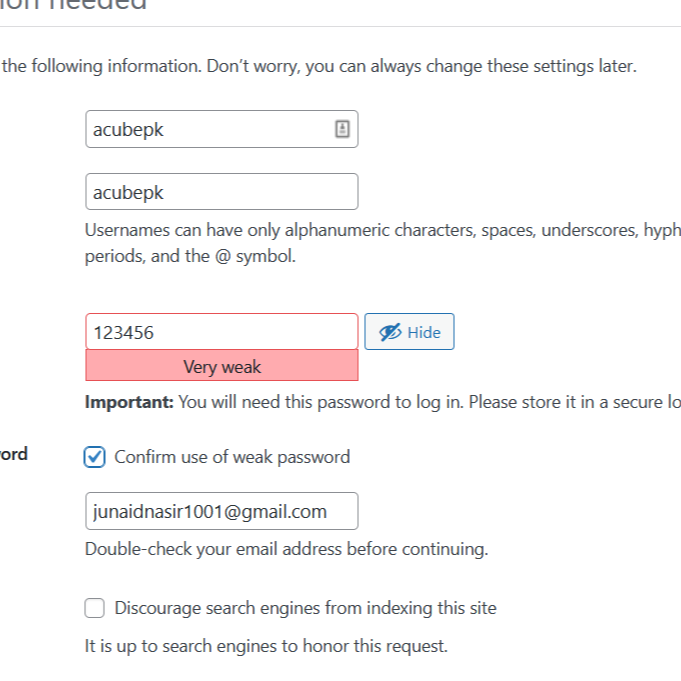 needed
the following information. Don't worry, you can always change these settings later.
acubepk
acubepk
Usernames can have only alphanumeric characters, spaces, underscores, hyph
periods, and the @ symbol.
123456
Hide
Very weak
Important: You will need this password to log in. Please store it in a secure lo
ord
Confirm use of weak password
junaidnasir1001@gmail.com
Double-check your email address before continuing.
Discourage search engines from indexing this site
It is up to search engines to honor this request.